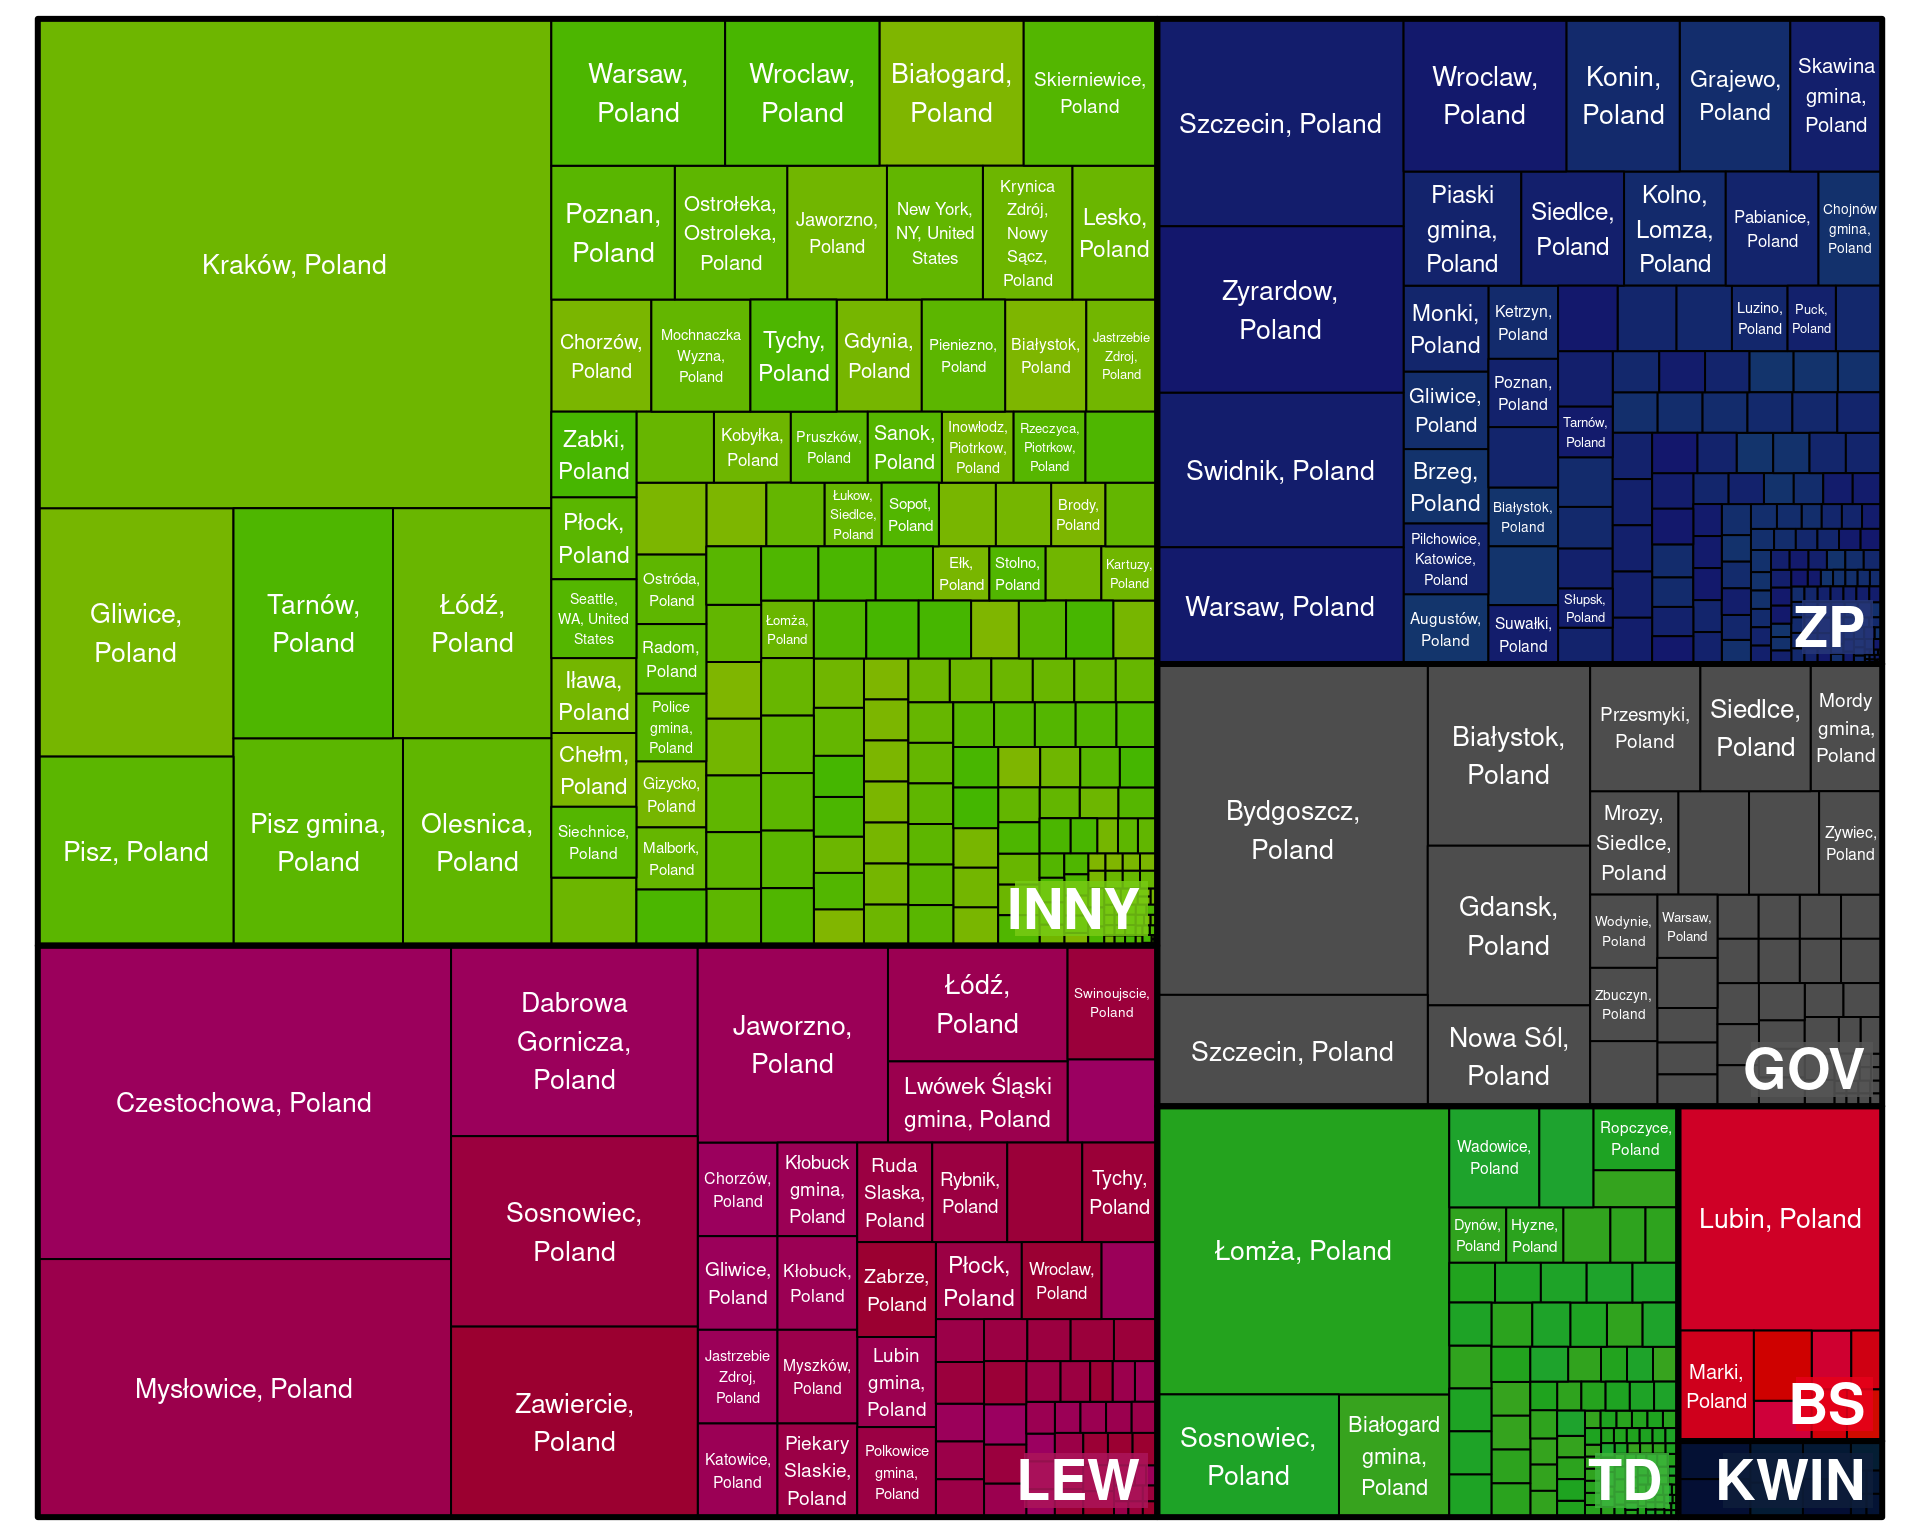 Kraków, Poland
Warsaw,
Poland
Wroclaw,
Poland
Białogard,
Poland
Skierniewice,
Poland
Poznan,
Poland
Ostrołeka,
Ostroleka,
Poland
Jaworzno,
Poland
New York,
NY, United
States
Krynica
Zdrój,
Nowy
Sącz,
Poland
Lesko,
Poland
Chorzów,
Poland
Mochnaczka
Wyzna,
Poland
Tychy,
Poland
Gdynia,
Poland
Pieniezno,
Poland
Białystok,
Poland
Jastrzebie
Zdroj,
Poland
Zabki,
Poland
Kobyłka,
Poland
Pruszków,
Poland
Sanok,
Poland
Inowłodz,
Piotrkow,
Poland
Rzeczyca,
Piotrkow,
Poland
Płock,
Poland
Łukow,
Siedlce,
Poland
Sopot,
Poland
Brody,
Poland
Gliwice,
Poland
Tarnów,
Poland
Łódź,
Poland
Seattle,
WA, United
States
Ostróda,
Poland
Ełk,
Poland
Stolno,
Poland
Kartuzy,
Poland
Łomża,
Poland
Radom,
Poland
Iława,
Poland
Police
gmina,
Poland
Chełm,
Poland
Gizycko,
Poland
Pisz, Poland
Pisz gmina,
Poland
Olesnica,
Poland
Siechnice,
Poland
Malbork,
Poland
INNY
Szczecin, Poland
Wroclaw,
Poland
Konin,
Poland
Grajewo,
Poland
Skawina
gmina,
Poland
Zyrardow,
Poland
Piaski
gmina,
Poland
Siedlce,
Poland
Kolno,
Lomza,
Poland
Pabianice,
Poland
Chojnów
gmina,
Poland
Monki,
Poland
Ketrzyn,
Poland
Luzino,
Poland
Puck,
Poland
Gliwice,
Poland
Poznan,
Poland
Tarnów,
Poland
Swidnik, Poland
Brzeg,
Poland
Białystok,
Poland
Pilchowice,
Katowice,
Poland
Warsaw, Poland
Augustów,
Poland
Suwałki,
Poland
Słupsk,
Poland
ZP
Bydgoszcz,
Poland
Białystok,
Poland
Przesmyki,
Poland
Siedlce,
Poland
Mordy
gmina,
Poland
Mrozy,
Siedlce,
Poland
Zywiec,
Poland
Gdansk,
Poland
Wodynie,
Poland
Warsaw,
Poland
Zbuczyn,
Poland
Szczecin, Poland
Nowa Sól,
Poland
GOV
Czestochowa, Poland
Dabrowa
Gornicza,
Poland
Jaworzno,
Poland
Łódź,
Poland
Swinoujscie,
Poland
Lwówek Śląski
gmina, Poland
Sosnowiec,
Poland
Chorzów,
Poland
Kłobuck
gmina,
Poland
Ruda
Slaska,
Poland
Rybnik,
Poland
Tychy,
Poland
Gliwice,
Poland
Kłobuck,
Poland
Zabrze,
Poland
Płock,
Poland
Wroclaw,
Poland
Mysłowice, Poland
Zawiercie,
Poland
Jastrzebie
Zdroj,
Poland
Myszków,
Poland
Lubin
gmina,
Poland
Katowice,
Poland
Piekary
Slaskie,
Poland
Polkowice
gmina,
Poland
LEW
Łomża, Poland
Wadowice,
Poland
Ropczyce,
Poland
Dynów,
Poland
Hyzne,
Poland
Sosnowiec,
Poland
Białogard
gmina,
Poland
TD
Lubin, Poland
Marki,
Poland
BS
KWIN